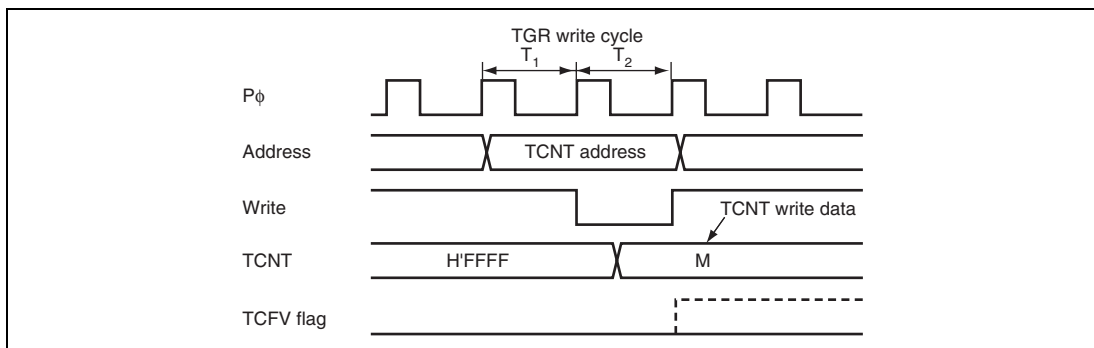 TGR write cycle
T1 T2
Pϕ
Address TCNT address
Write
TCNT write data
TCNT H'FFFF M
TCFV flag